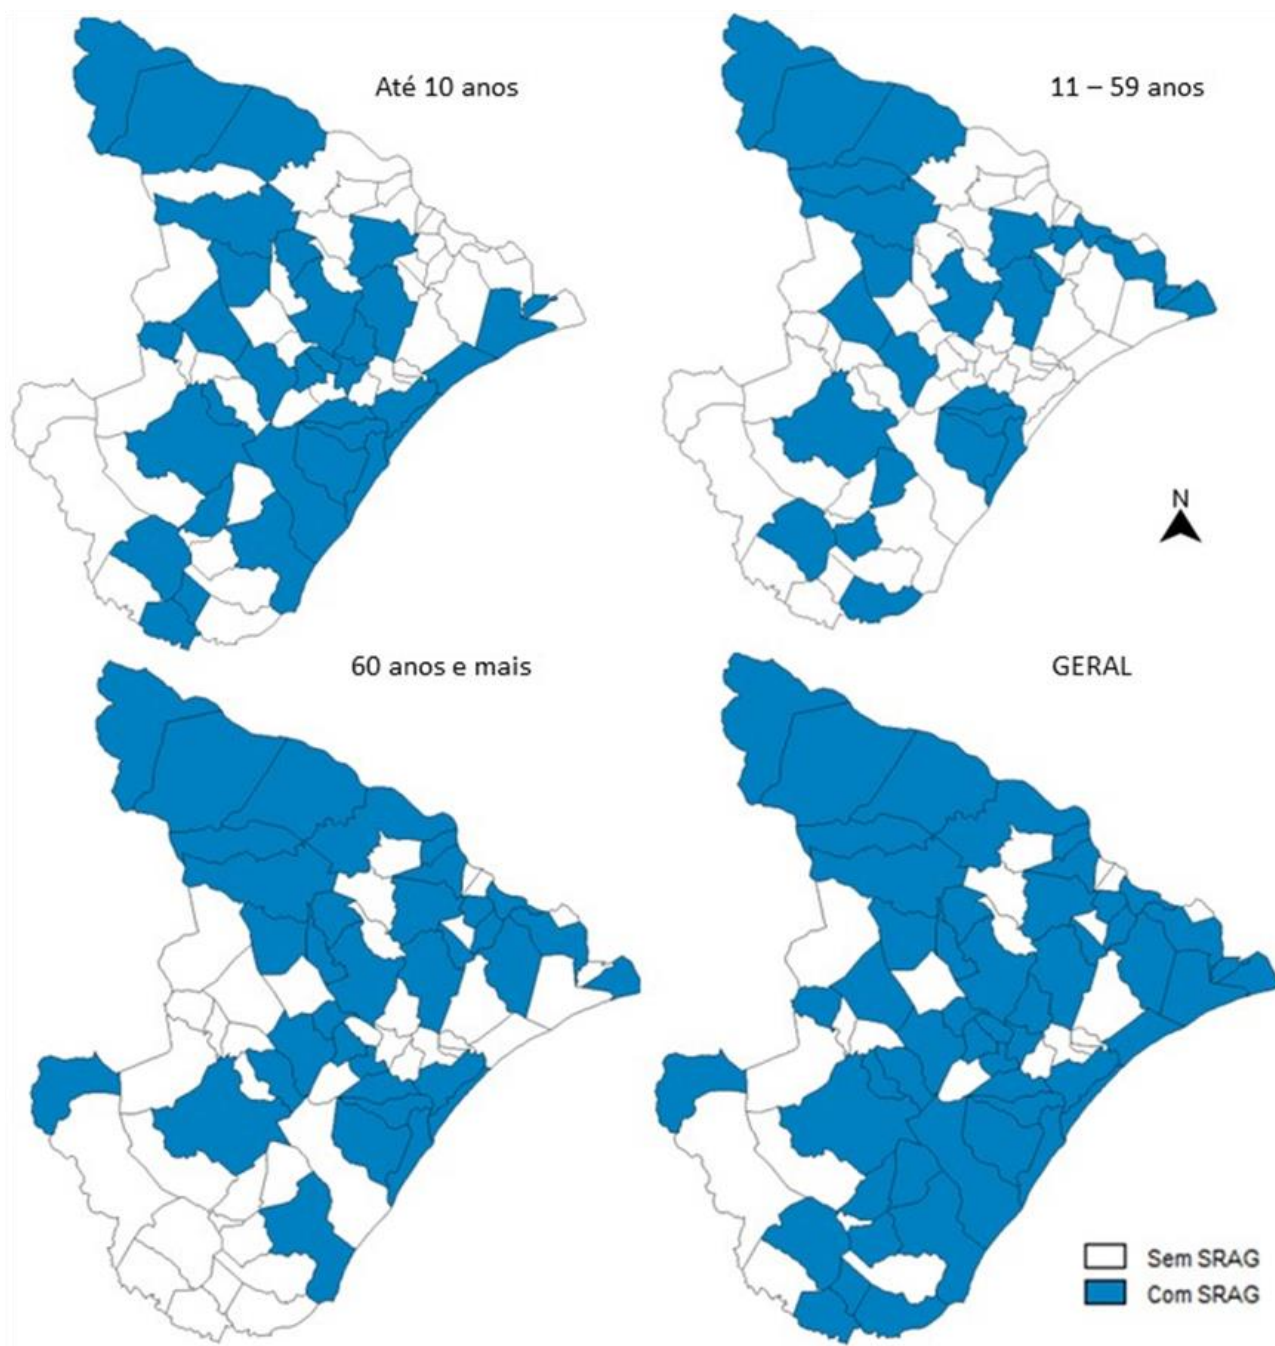 Até 10 anos
11 – 59 anos
N
60 anos e mais
GERAL
Sem SRAG
Com SRAG